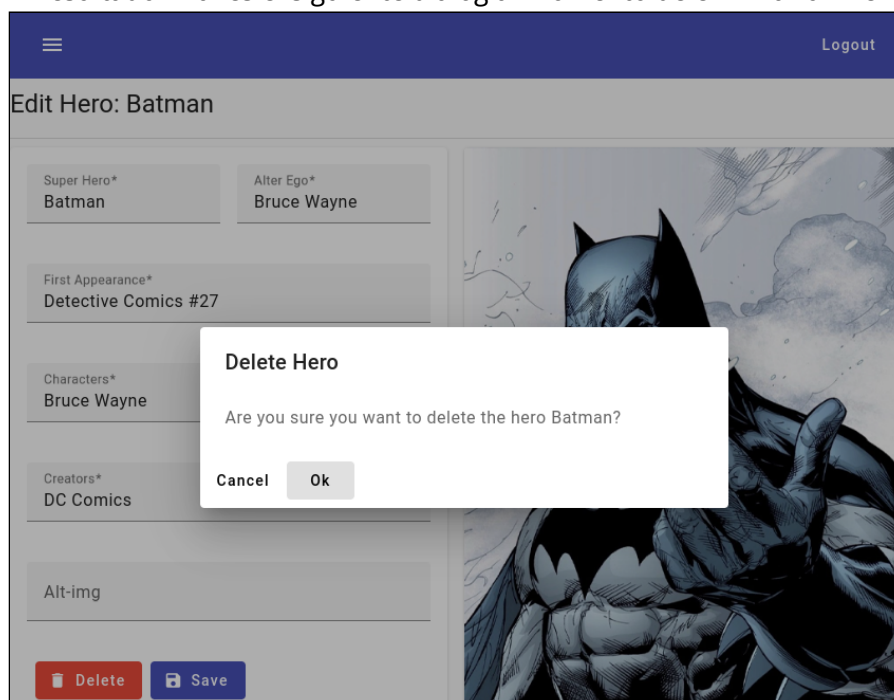 Logout
Edit Hero: Batman
Super Hero*
Batman
Alter Ego*
Bruce Wayne
First Appearance*
Detective Comics #27
Characters*
Bruce Wayne
Creators*
DC Comics
Alt-img
Delete Hero
Are you sure you want to delete the hero Batman?
Cancel Ok
Delete Save